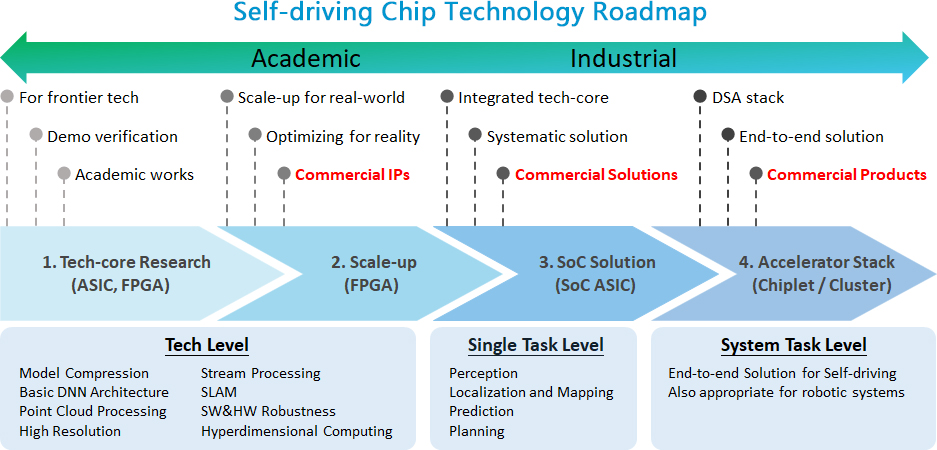 Self-driving Chip Technology Roadmap
Academic
Industrial
For frontier tech
Demo verification
Academic works
Scale-up for real-world
Optimizing for reality
Commercial IPs
Integrated tech-core
Systematic solution
Commercial Solutions
DSA stack
End-to-end solution
Commercial Products
1. Tech-core Research
(ASIC, FPGA)
2. Scale-up
(FPGA)
3. SoC Solution
(SoC ASIC)
4. Accelerator Stack
(Chiplet / Cluster)
Tech Level
Model Compression
Basic DNN Architecture
Point Cloud Processing
High Resolution
Stream Processing
SLAM
SW&HW Robustness
Hyperdimensional Computing
Single Task Level
Perception
Localization and Mapping
Prediction
Planning
System Task Level
End-to-end Solution for Self-driving
Also appropriate for robotic systems